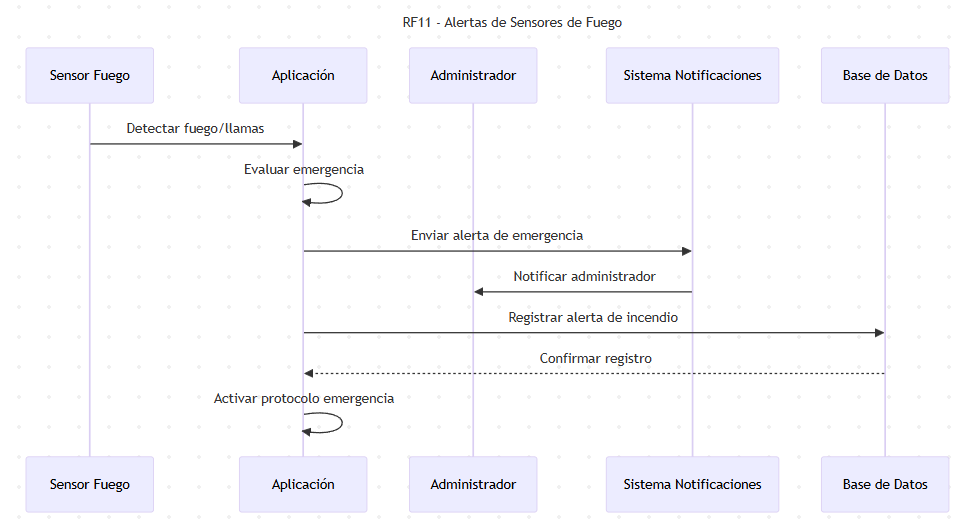 RF11 - Alertas de Sensores de Fuego
Sensor Fuego
Aplicación
Administrador
Sistema Notificaciones
Base de Datos
Detectar fuego/llamas
Evaluar emergencia
Enviar alerta de emergencia
Notificar administrador
Registrar alerta de incendio
Confirmar registro
Activar protocolo emergencia
Sensor Fuego
Aplicación
Administrador
Sistema Notificaciones
Base de Datos